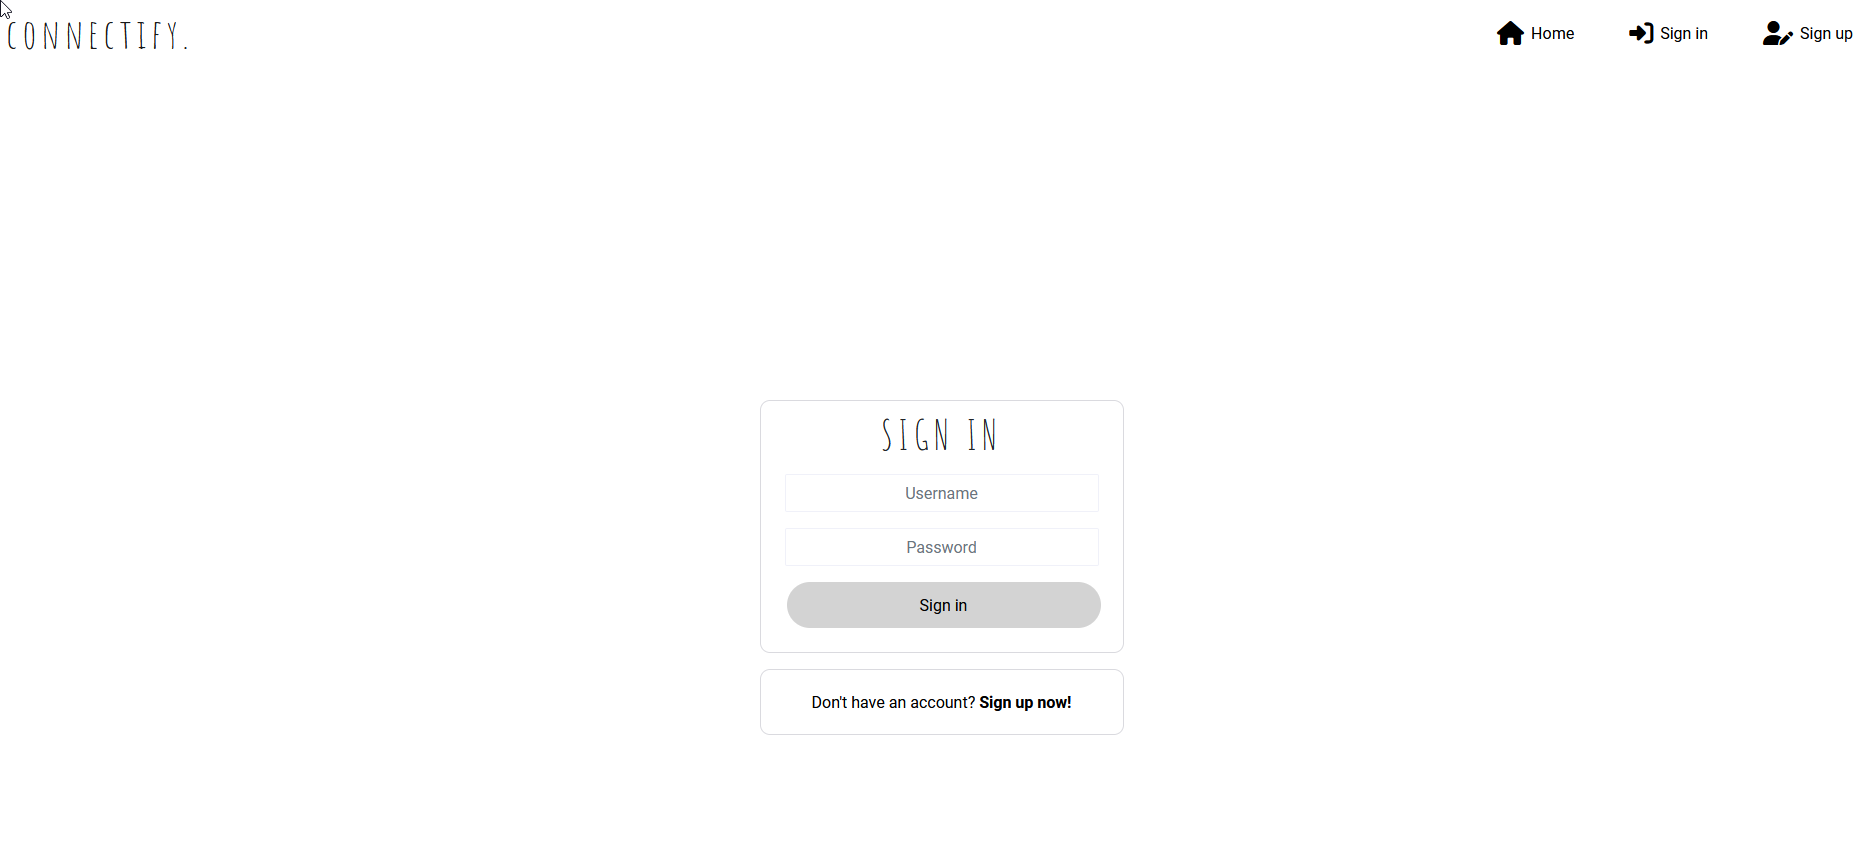 CONNECTIFY.
Home
Sign in
Sign up
SIGN IN
Username
Password
Sign in
Don't have an account? Sign up now!